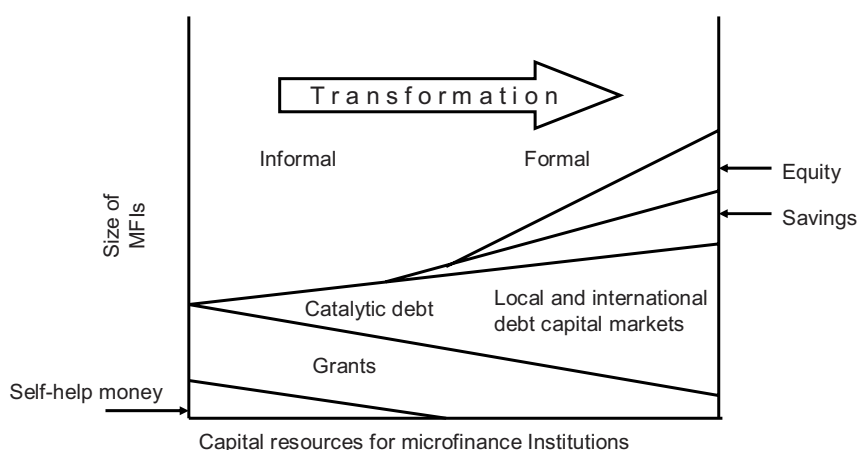 Transformation
Informal
Formal
Equity
Size of
MFIs
Savings
Catalytic debt
Local and international
debt capital markets
Grants
Self-help money
Capital resources for microfinance Institutions